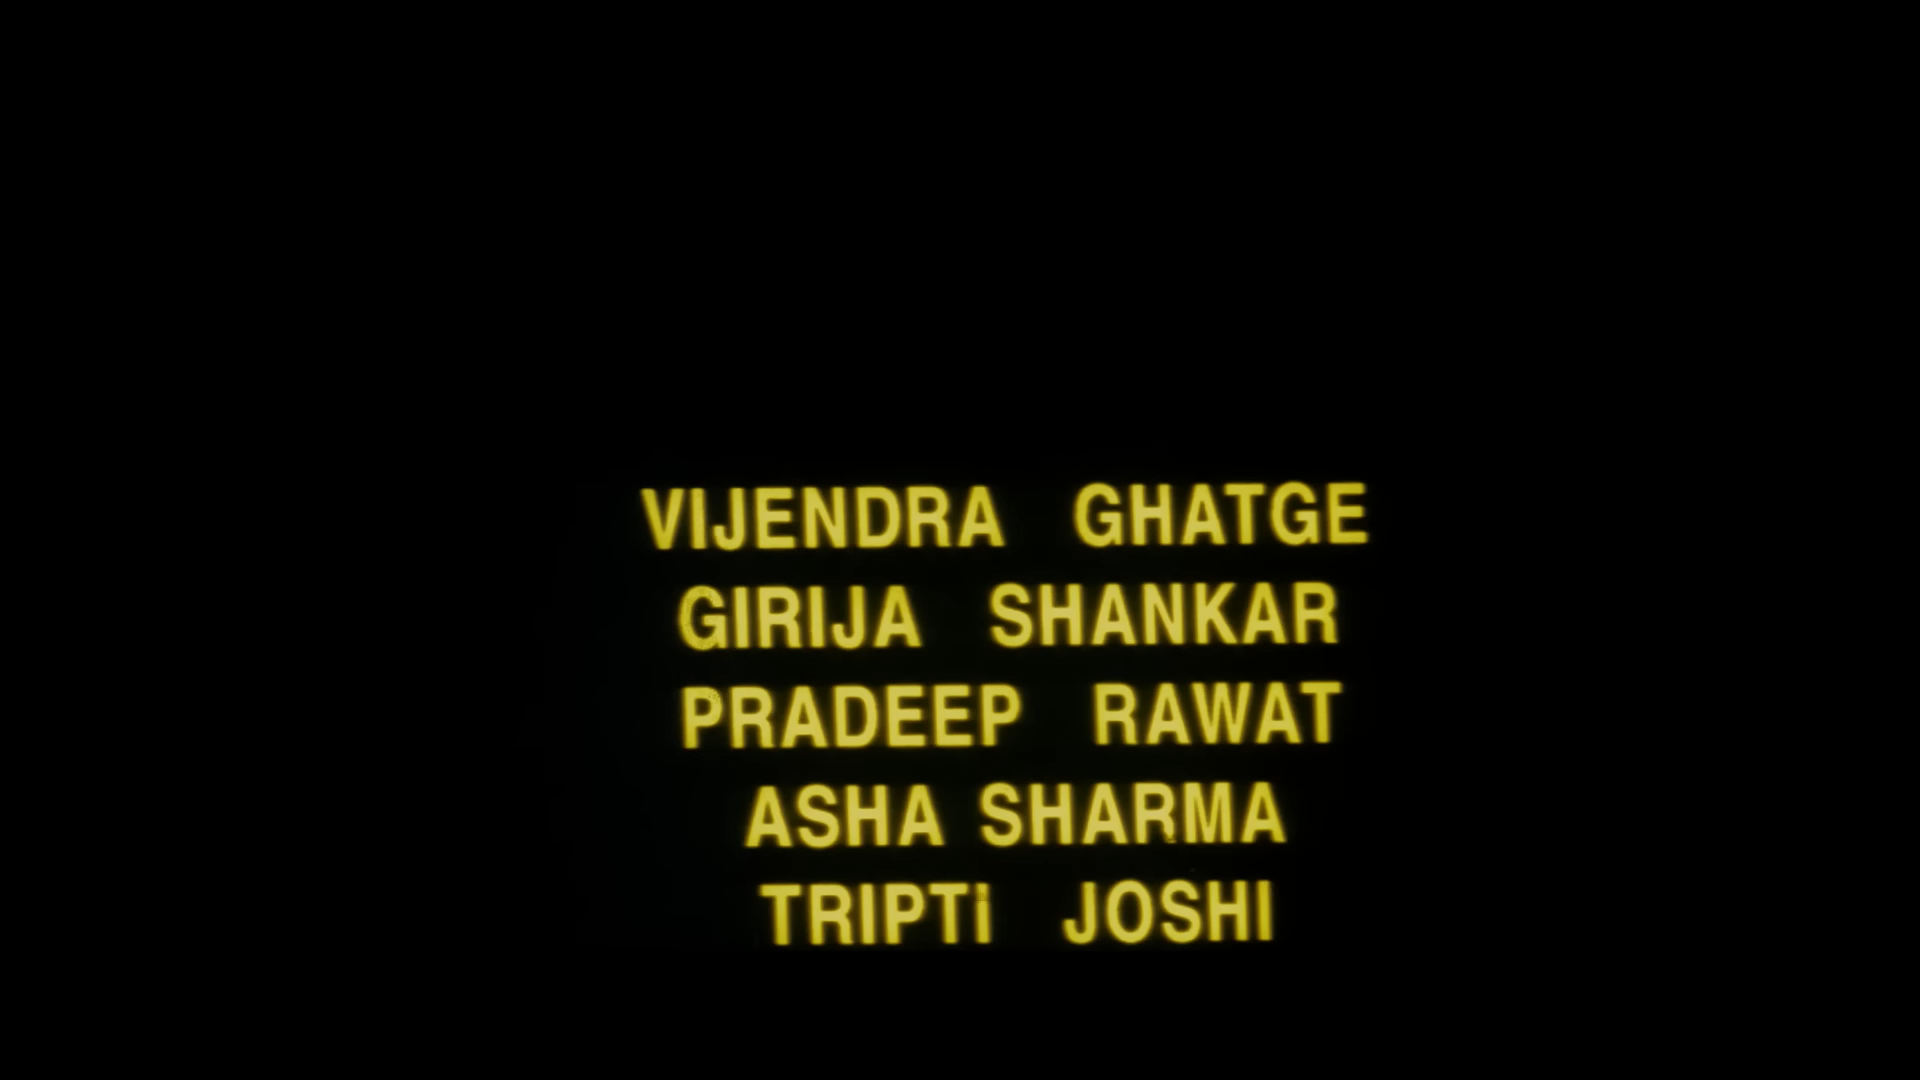 VIJENDRA GHATGE
GIRIJA SHANKAR
PRADEEP RAWAT
ASHA SHARMA
TRIPTI JOSHI